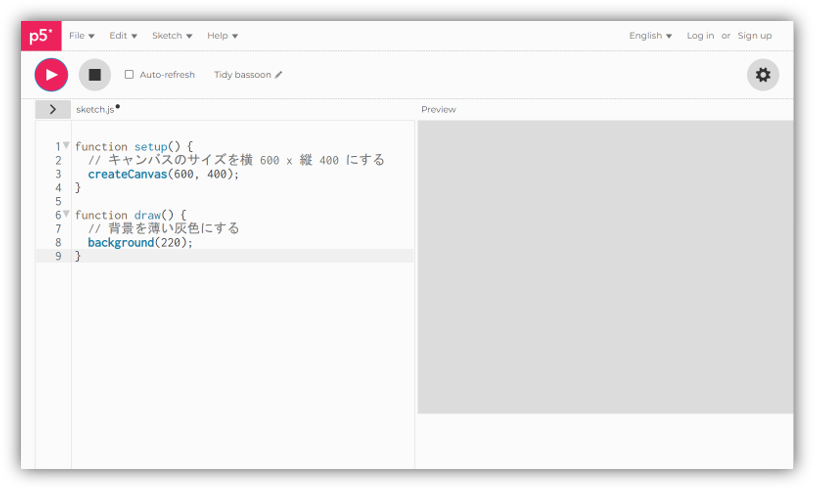 p5* File Edit Sketch Help English Log in or Sign up
Auto-refresh Tidy bassoon
sketch.js Preview
1 function setup() {
2 // キャンバスのサイズを横 600 x 縦 400 にする
3 createCanvas(600, 400);
4 }
5
6 function draw() {
7 // 背景を薄い灰色にする
8 background(220);
9 }